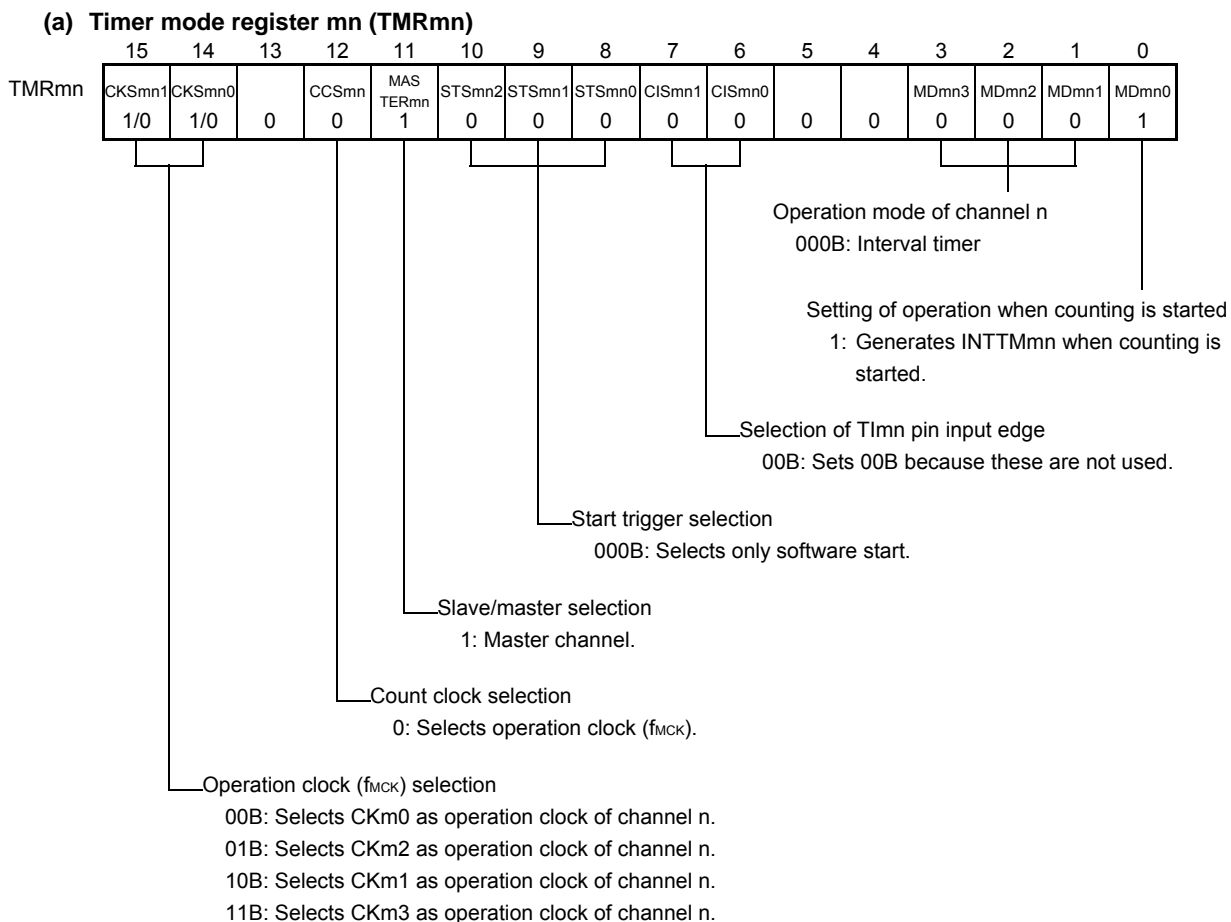 (a) Timer mode register mn (TMRmn)
15 14 13 12 11 10 9 8 7 6 5 4 3 2 1 0
TMRmn CKSmn1 CKSmn0 CCSmn MAS TERmn STSmn2 STSmn1 STSmn0 CISmn1 CISmn0 MDmn3 MDmn2 MDmn1 MDmn0
1/0 1/0 0 0 1 0 0 0 0 0 0 0 0 0 0 1
Operation mode of channel n
000B: Interval timer
Setting of operation when counting is started
1: Generates INTTMmn when counting is
started.
Selection of TImn pin input edge
00B: Sets 00B because these are not used.
Start trigger selection
000B: Selects only software start.
Slave/master selection
1: Master channel.
Count clock selection
0: Selects operation clock (fMCK).
Operation clock (fMCK) selection
00B: Selects CKm0 as operation clock of channel n.
01B: Selects CKm2 as operation clock of channel n.
10B: Selects CKm1 as operation clock of channel n.
11B: Selects CKm3 as operation clock of channel n.